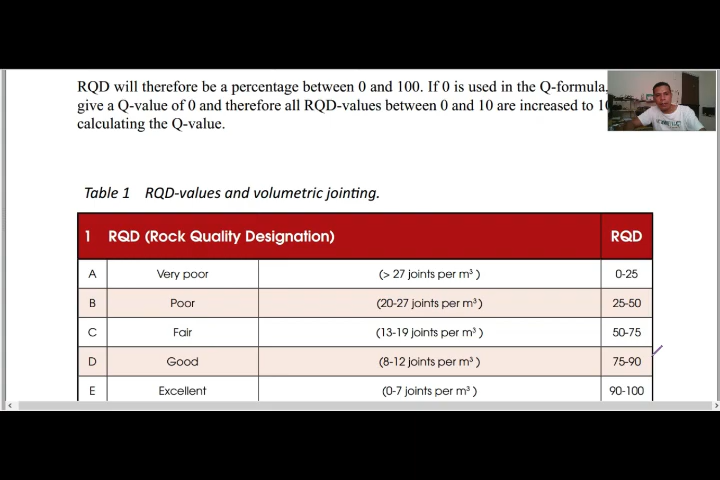 RQD will therefore be a percentage between 0 and 100. If 0 is used in the Q-formula,
give a Q-value of 0 and therefore all RQD-values between 0 and 10 are increased to 10
calculating the Q-value.
Table 1 RQD-values and volumetric jointing.
1 RQD (Rock Quality Designation) RQD
A Very poor (> 27 joints per m³ ) 0-25
B Poor (20-27 joints per m³) 25-50
C Fair (13-19 joints per m³ ) 50-75
D Good (8-12 joints per m³ ) 75-90
E Excellent (0-7 joints per m³ ) 90-100